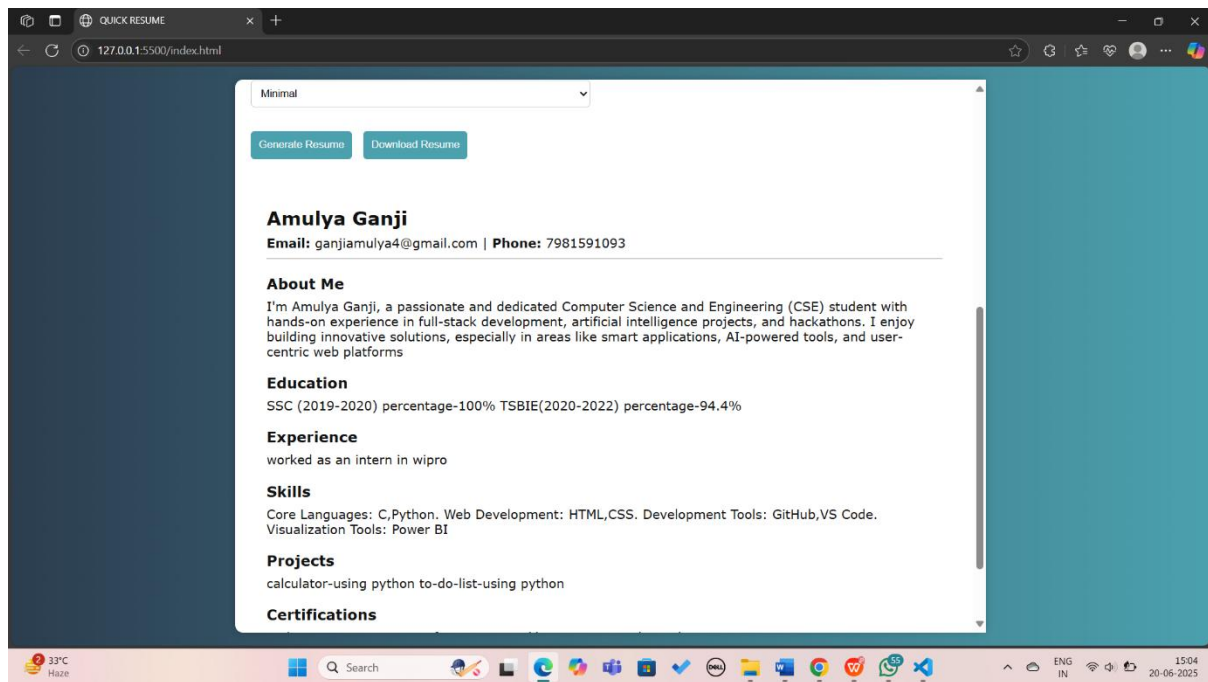 QUICK RESUME
127.0.0.1:5500/index.html
Minimal
Generate Resume Download Resume
Amulya Ganji
Email: ganjiamulya4@gmail.com | Phone: 7981591093
About Me
I'm Amulya Ganji, a passionate and dedicated Computer Science and Engineering (CSE) student with
hands-on experience in full-stack development, artificial intelligence projects, and hackathons. I enjoy
building innovative solutions, especially in areas like smart applications, AI-powered tools, and user-
centric web platforms
Education
SSC (2019-2020) percentage-100% TSBIE(2020-2022) percentage-94.4%
Experience
worked as an intern in wipro
Skills
Core Languages: C,Python. Web Development: HTML,CSS. Development Tools: GitHub,VS Code.
Visualization Tools: Power BI
Projects
calculator-using python to-do-list-using python
Certifications
2
33°C
Haze
Search
DELL
55
ENG
IN
15:04
20-06-2025